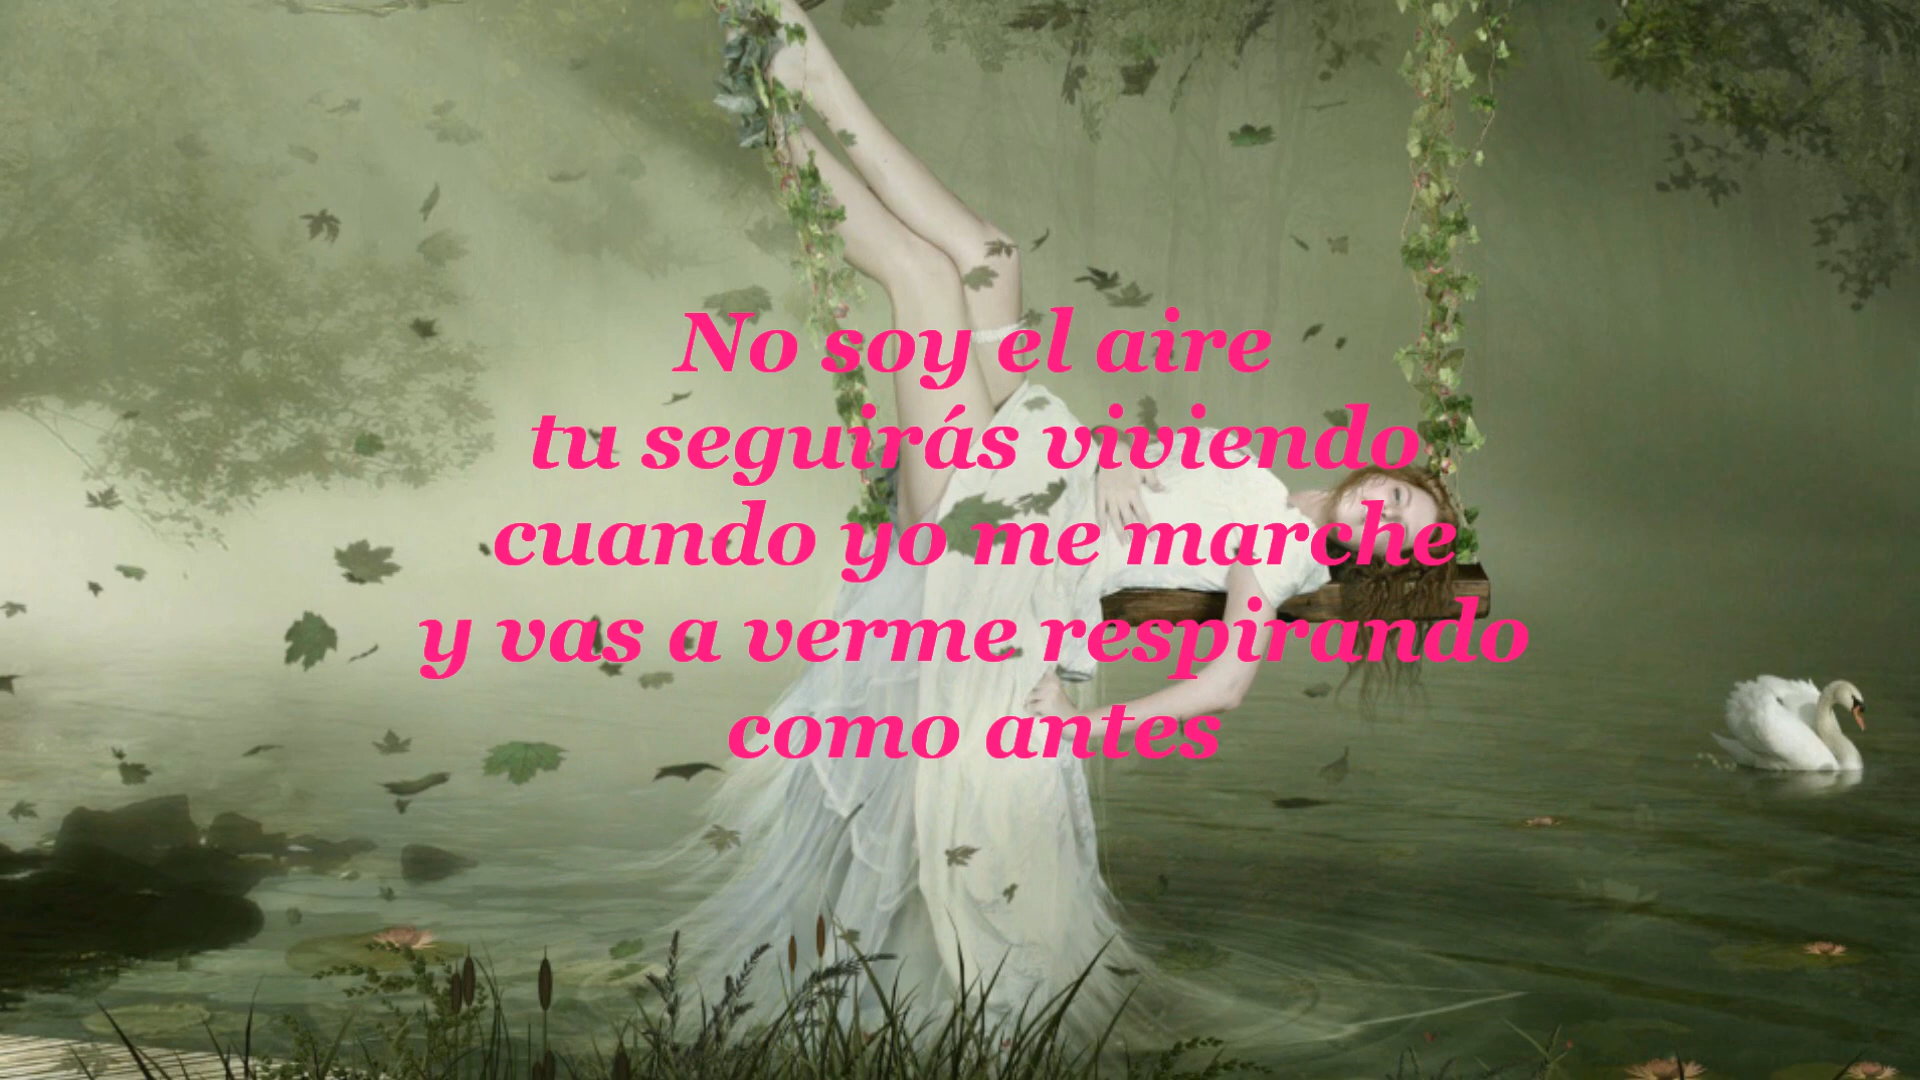 No soy el aire
tu seguirás viviendo
cuando yo me marche
y vas a verme respirando
como antes